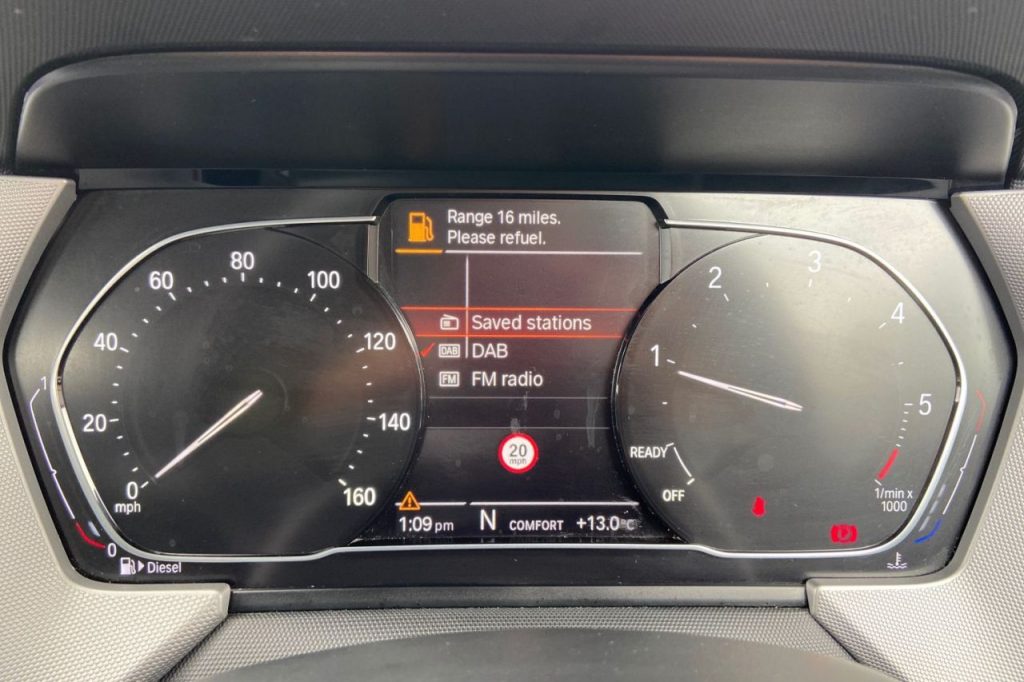 Range 16 miles.
Please refuel.
Saved stations
DAB DAB
FM FM radio
20
mph
1:09 pm N COMFORT +13.0°C
0
20
40
60
80
100
120
140
160
mph
1
0
Diesel
1
2
3
4
5
READY
OFF
1/min x
1000
P